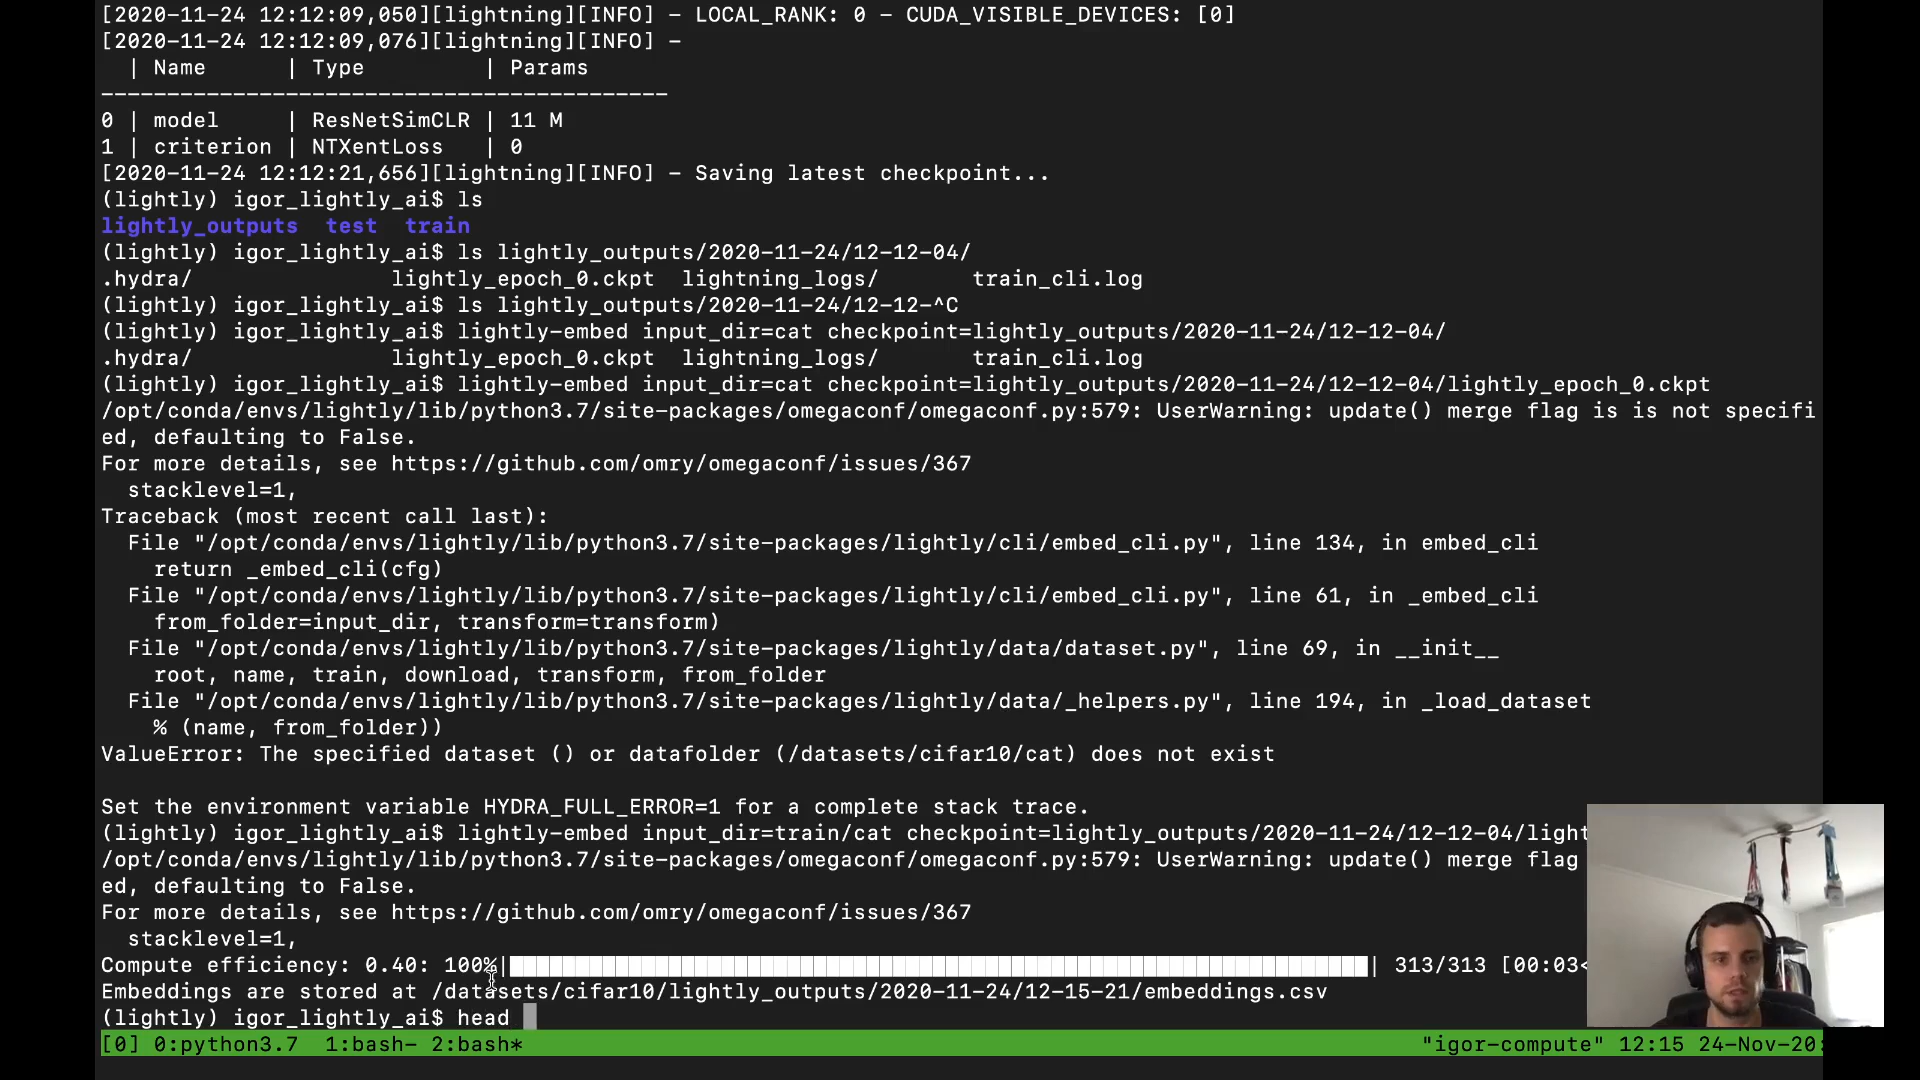 [2020-11-24 12:12:09,050][lightning][INFO] - LOCAL_RANK: 0 - CUDA_VISIBLE_DEVICES: [0]
[2020-11-24 12:12:09,076][lightning][INFO] -
  | Name      | Type         | Params
-------------------------------------------
0 | model     | ResNetSimCLR | 11 M
1 | criterion | NTXentLoss   | 0
[2020-11-24 12:12:21,656][lightning][INFO] - Saving latest checkpoint...
(lightly) igor_lightly_ai$ ls
lightly_outputs  test  train
(lightly) igor_lightly_ai$ ls lightly_outputs/2020-11-24/12-12-04/
.hydra/               lightly_epoch_0.ckpt  lightning_logs/       train_cli.log
(lightly) igor_lightly_ai$ ls lightly_outputs/2020-11-24/12-12-^C
(lightly) igor_lightly_ai$ lightly-embed input_dir=cat checkpoint=lightly_outputs/2020-11-24/12-12-04/
.hydra/               lightly_epoch_0.ckpt  lightning_logs/       train_cli.log
(lightly) igor_lightly_ai$ lightly-embed input_dir=cat checkpoint=lightly_outputs/2020-11-24/12-12-04/lightly_epoch_0.ckpt
/opt/conda/envs/lightly/lib/python3.7/site-packages/omegaconf/omegaconf.py:579: UserWarning: update() merge flag is is not specifi
ed, defaulting to False.
For more details, see https://github.com/omry/omegaconf/issues/367
  stacklevel=1,
Traceback (most recent call last):
  File "/opt/conda/envs/lightly/lib/python3.7/site-packages/lightly/cli/embed_cli.py", line 134, in embed_cli
    return _embed_cli(cfg)
  File "/opt/conda/envs/lightly/lib/python3.7/site-packages/lightly/cli/embed_cli.py", line 61, in _embed_cli
    from_folder=input_dir, transform=transform)
  File "/opt/conda/envs/lightly/lib/python3.7/site-packages/lightly/data/dataset.py", line 69, in __init__
    root, name, train, download, transform, from_folder
  File "/opt/conda/envs/lightly/lib/python3.7/site-packages/lightly/data/_helpers.py", line 194, in _load_dataset
    % (name, from_folder))
ValueError: The specified dataset () or datafolder (/datasets/cifar10/cat) does not exist
Set the environment variable HYDRA_FULL_ERROR=1 for a complete stack trace.
(lightly) igor_lightly_ai$ lightly-embed input_dir=train/cat checkpoint=lightly_outputs/2020-11-24/12-12-04/light
/opt/conda/envs/lightly/lib/python3.7/site-packages/omegaconf/omegaconf.py:579: UserWarning: update() merge flag
ed, defaulting to False.
For more details, see https://github.com/omry/omegaconf/issues/367
  stacklevel=1,
Compute efficiency: 0.40: 100%| | 313/313 [00:03<
Embeddings are stored at /datasets/cifar10/lightly_outputs/2020-11-24/12-15-21/embeddings.csv
(lightly) igor_lightly_ai$ head
[0] 0:python3.7  1:bash- 2:bash*    "igor-compute" 12:15 24-Nov-20